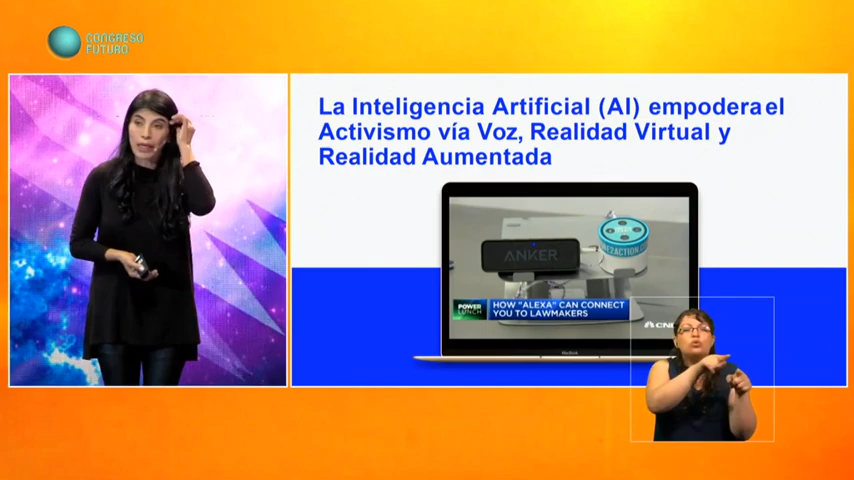 CONGRESO
FUTURO
La Inteligencia Artificial (AI) empodera el
Activismo vía Voz, Realidad Virtual y
Realidad Aumentada
ANKER
POWER
LUNCH
HOW "ALEXA" CAN CONNECT
YOU TO LAWMAKERS
MacBook